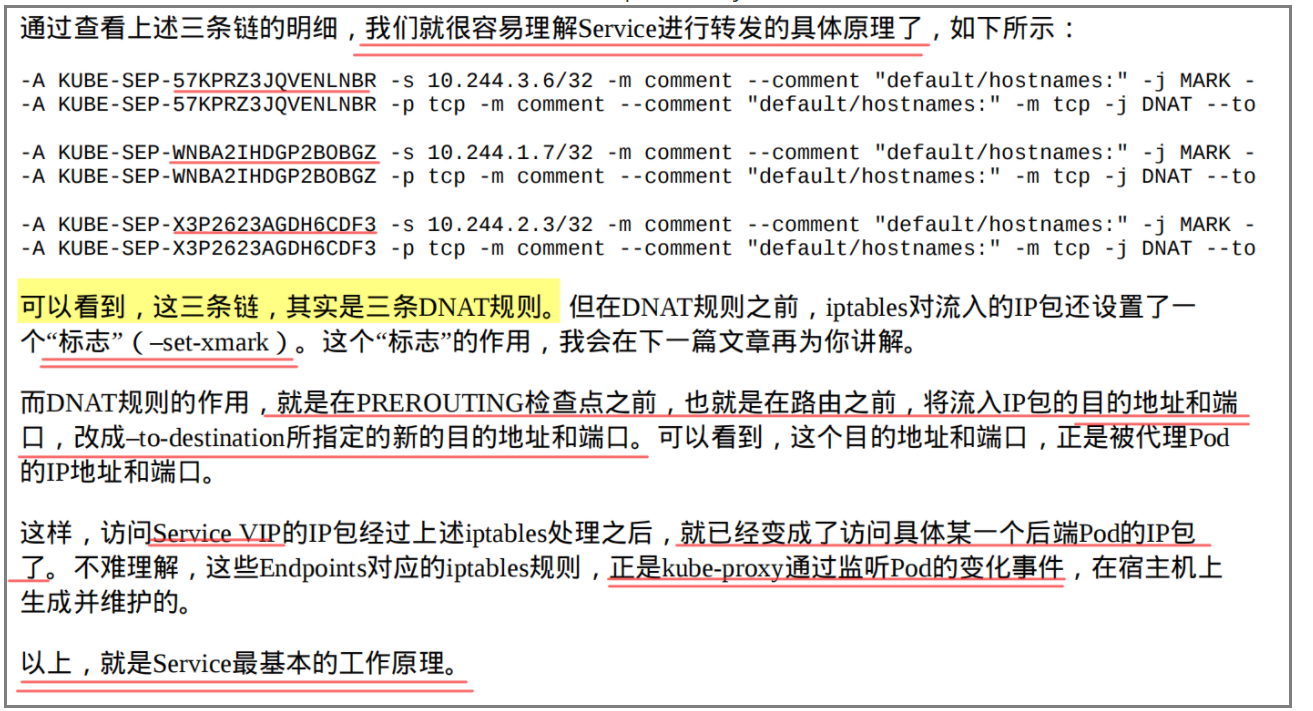 通过查看上述三条链的明细，我们就很容易理解Service进行转发的具体原理了，如下所示：
-A KUBE-SEP-57KPRZ3JQVENLNBR -s 10.244.3.6/32 -m comment --comment "default/hostnames:" -j MARK -
-A KUBE-SEP-57KPRZ3JQVENLNBR -p tcp -m comment --comment "default/hostnames:" -m tcp -j DNAT --to
-A KUBE-SEP-WNBA2IHDGP2BOBGZ -s 10.244.1.7/32 -m comment --comment "default/hostnames:" -j MARK -
-A KUBE-SEP-WNBA2IHDGP2BOBGZ -p tcp -m comment --comment "default/hostnames:" -m tcp -j DNAT --to
-A KUBE-SEP-X3P2623AGDH6CDF3 -s 10.244.2.3/32 -m comment --comment "default/hostnames:" -j MARK -
-A KUBE-SEP-X3P2623AGDH6CDF3 -p tcp -m comment --comment "default/hostnames:" -m tcp -j DNAT --to
可以看到，这三条链，其实是三条DNAT规则。但在DNAT规则之前，iptables对流入的IP包还设置了一
个“标志”（–set-xmark）。这个“标志”的作用，我会在下一篇文章再为你讲解。
而DNAT规则的作用，就是在PREROUTING检查点之前，也就是在路由之前，将流入IP包的目的地址和端
口，改成–to-destination所指定的新的目的地址和端口。可以看到，这个目的地址和端口，正是被代理Pod
的IP地址和端口。
这样，访问Service VIP的IP包经过上述iptables处理之后，就已经变成了访问具体某一个后端Pod的IP包
了。不难理解，这些Endpoints对应的iptables规则，正是kube-proxy通过监听Pod的变化事件，在宿主机上
生成并维护的。
以上，就是Service最基本的工作原理。